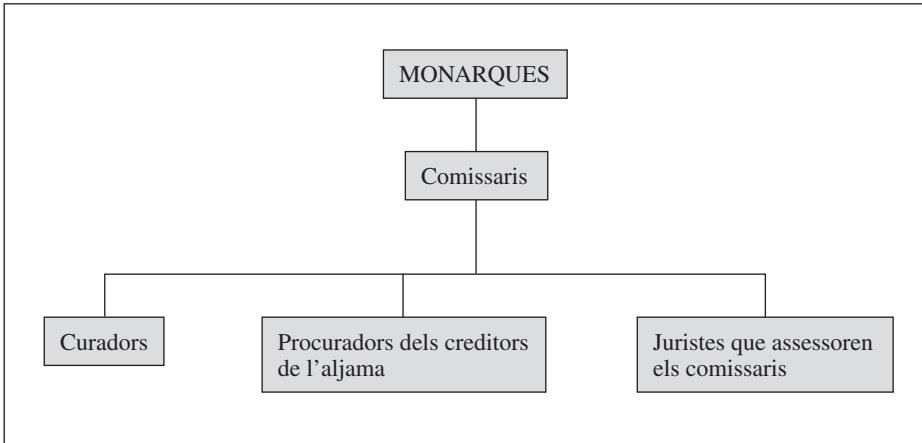 MONARQUES
Comissaris
Curadors
Procuradors dels creditors
de l’aljama
Juristes que assessoren
els comissaris